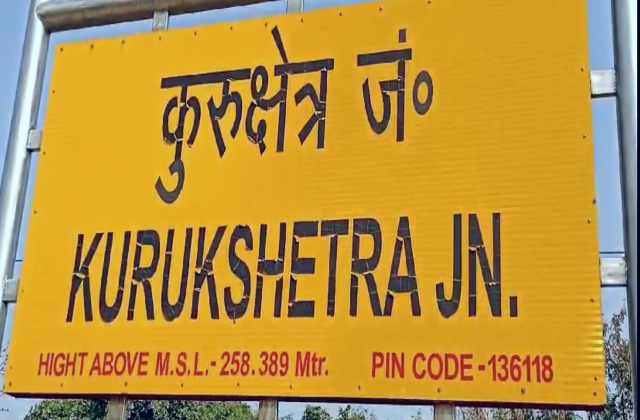 कुरुक्षेत्र जं०
KURUKSHETRA JN.
HIGHT ABOVE M.S.L.- 258.389 Mtr. PIN CODE - 136118